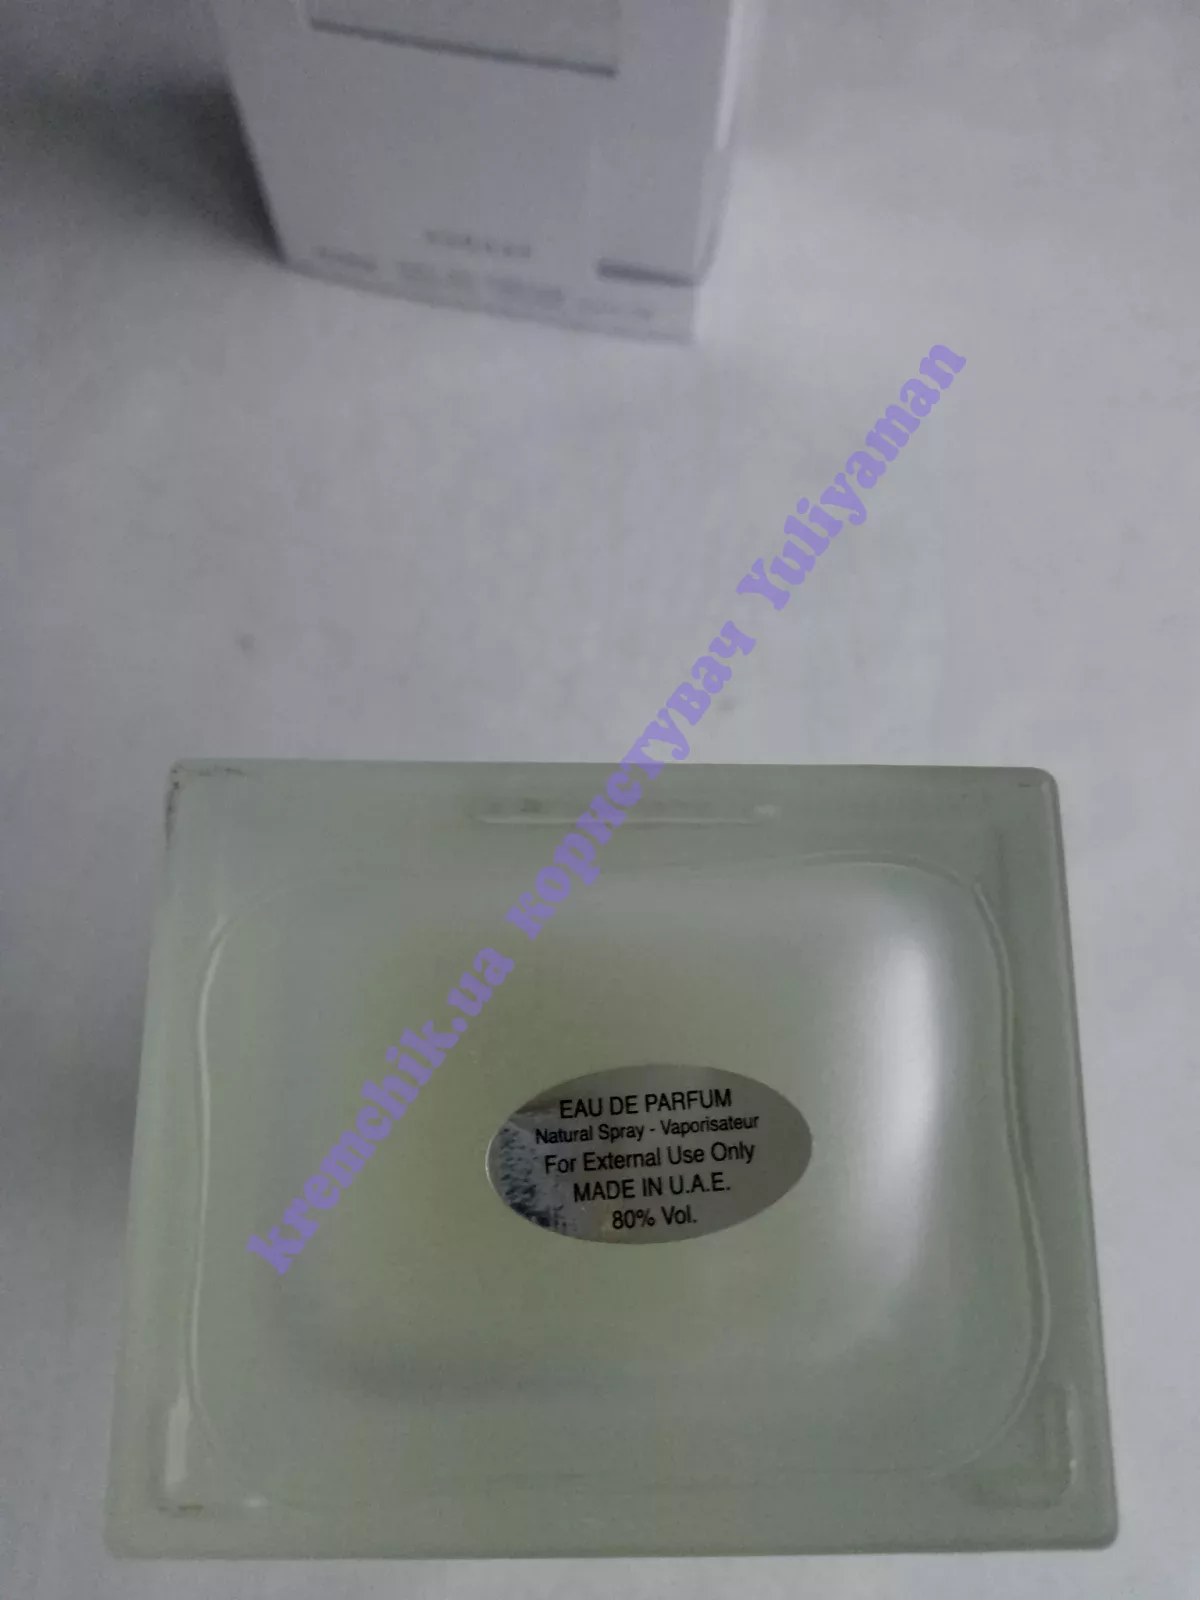 kremchik.ua користувач Yuliyaman
EAU DE PARFUM
Natural Spray - Vaporisateur
For External Use Only
MADE IN U.A.E.
80% Vol.